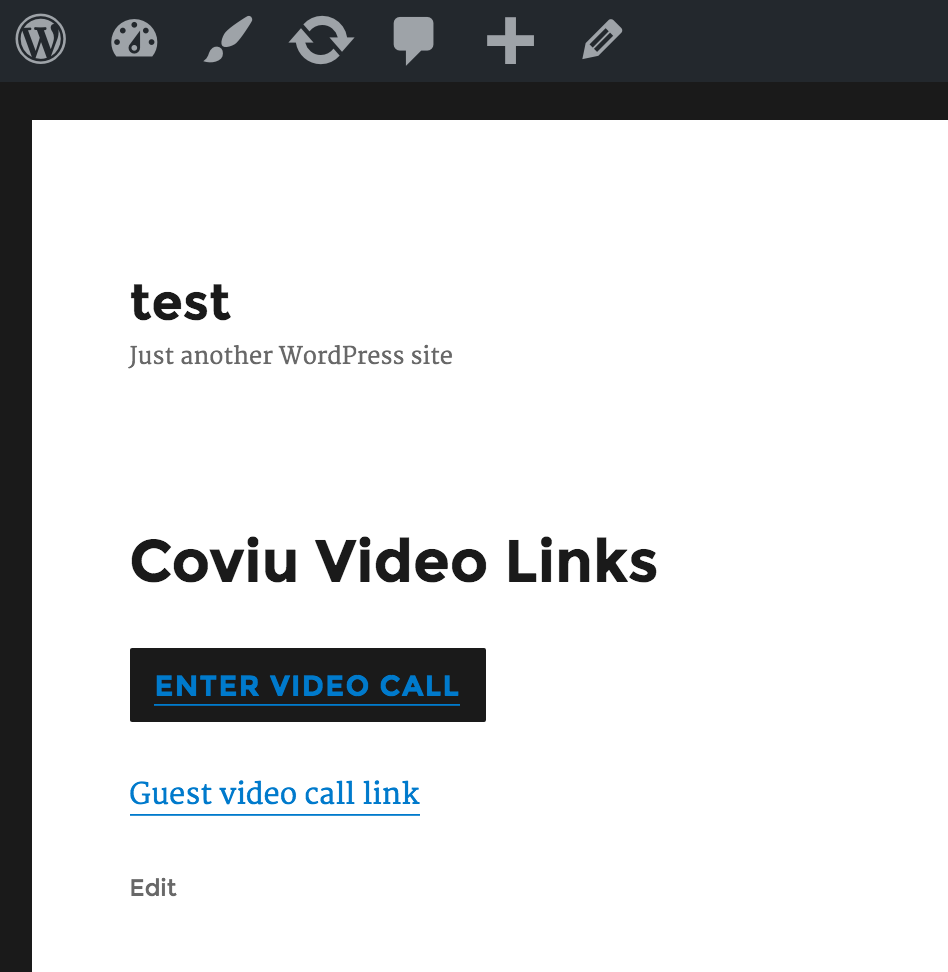 test
Just another WordPress site
Coviu Video Links
ENTER VIDEO CALL
Guest video call link
Edit